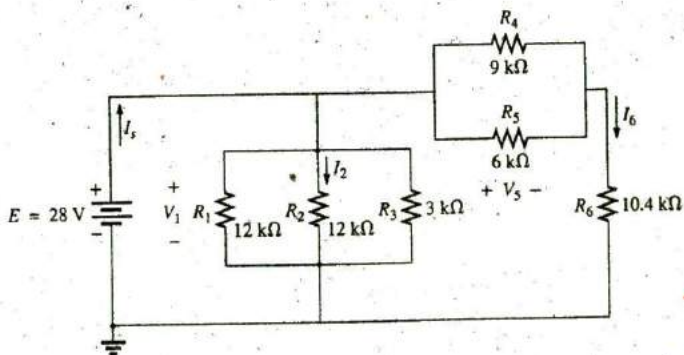 R4
9 kΩ
R5
6 kΩ
+ V5 −
I6
Is
I2
E = 28 V
+
−
+
V1
−
R1
12 kΩ
R2
12 kΩ
R3
3 kΩ
R6
10.4 kΩ